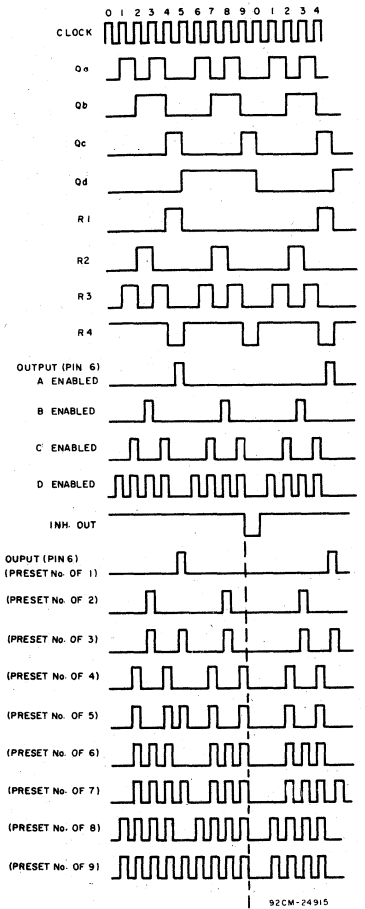 0 1 2 3 4 5 6 7 8 9 0 1 2 3 4
CLOCK
Qa
Qb
Qc
Qd
R1
R2
R3
R4
OUTPUT (PIN 6)
A ENABLED
B ENABLED
C ENABLED
D ENABLED
INH. OUT
OUPUT (PIN 6)
(PRESET No. OF 1)
(PRESET No. OF 2)
(PRESET No. OF 3)
(PRESET No. OF 4)
(PRESET No. OF 5)
(PRESET No. OF 6)
(PRESET No. OF 7)
(PRESET No. OF 8)
(PRESET No. OF 9)
92CM-24915